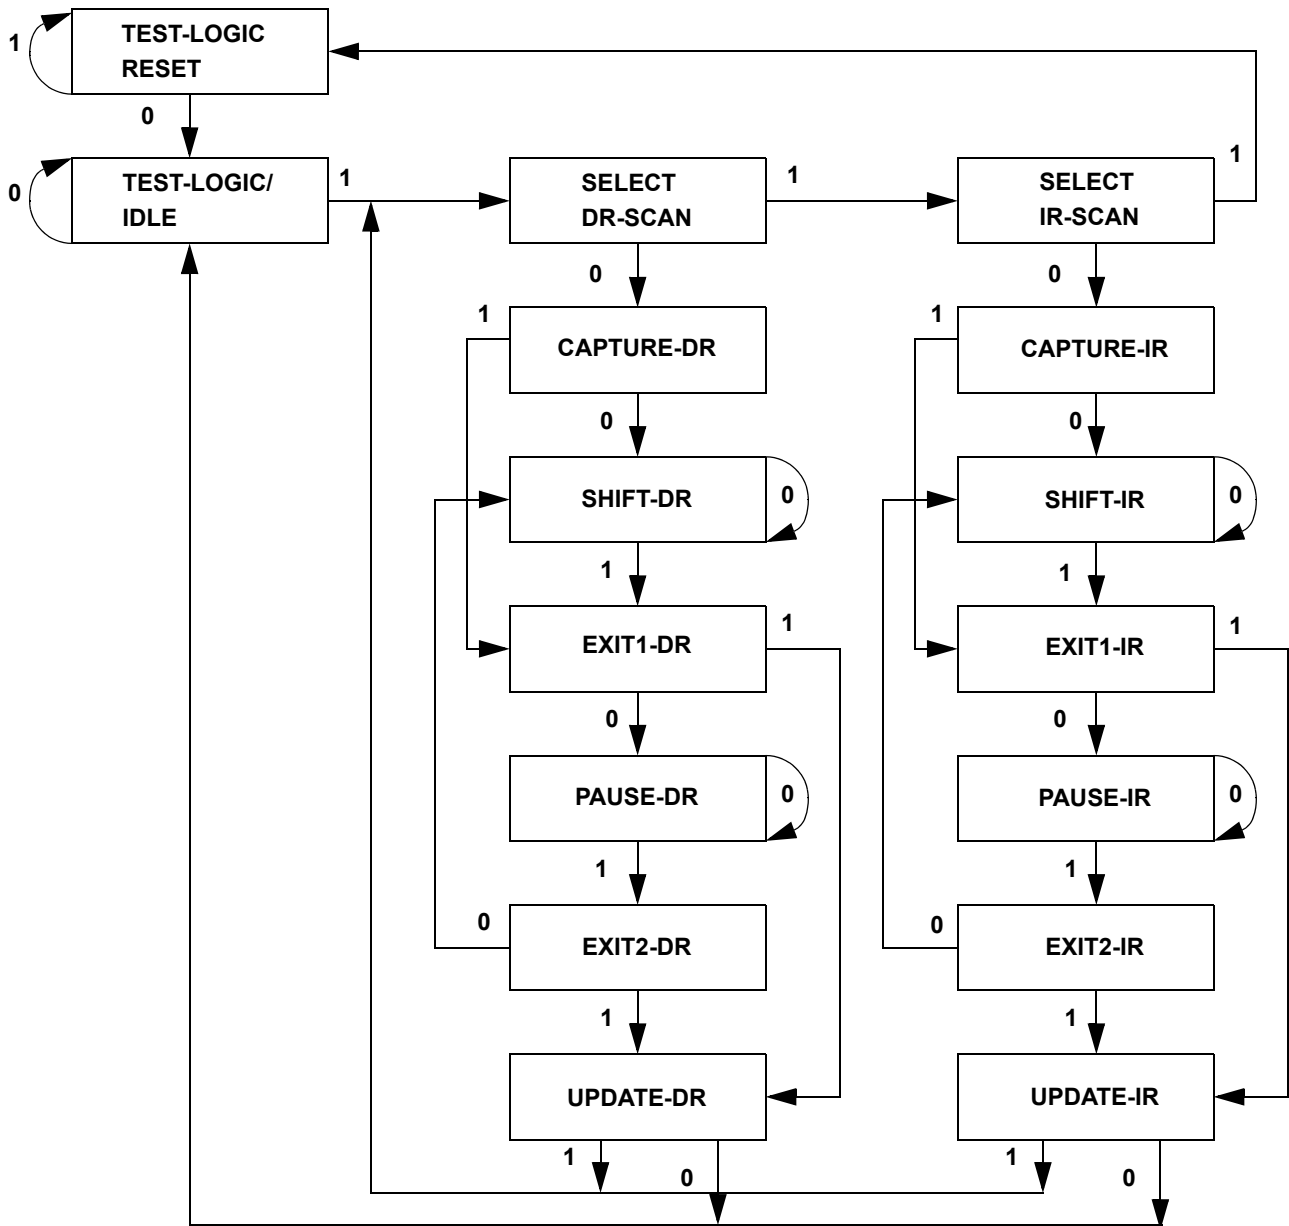 TEST-LOGIC
RESET
1
0
TEST-LOGIC/
IDLE
0
1
SELECT
DR-SCAN
1
SELECT
IR-SCAN
1
0
0
1
CAPTURE-DR
1
CAPTURE-IR
0
0
SHIFT-DR
0
SHIFT-IR
0
1
1
EXIT1-DR
1
EXIT1-IR
1
0
0
PAUSE-DR
0
PAUSE-IR
0
1
1
0
EXIT2-DR
0
EXIT2-IR
1
1
UPDATE-DR
UPDATE-IR
1
0
1
0